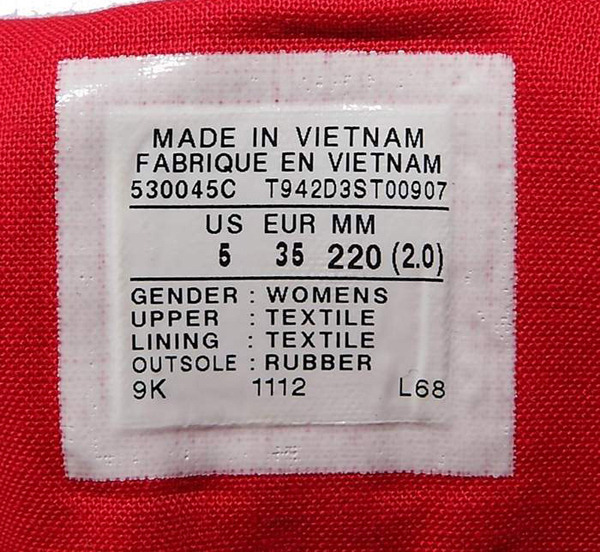 MADE IN VIETNAM
FABRIQUE EN VIETNAM
530045C T942D3ST00907
US EUR MM
5 35 220 (2.0)
GENDER : WOMENS
UPPER : TEXTILE
LINING : TEXTILE
OUTSOLE : RUBBER
9K 1112 L68